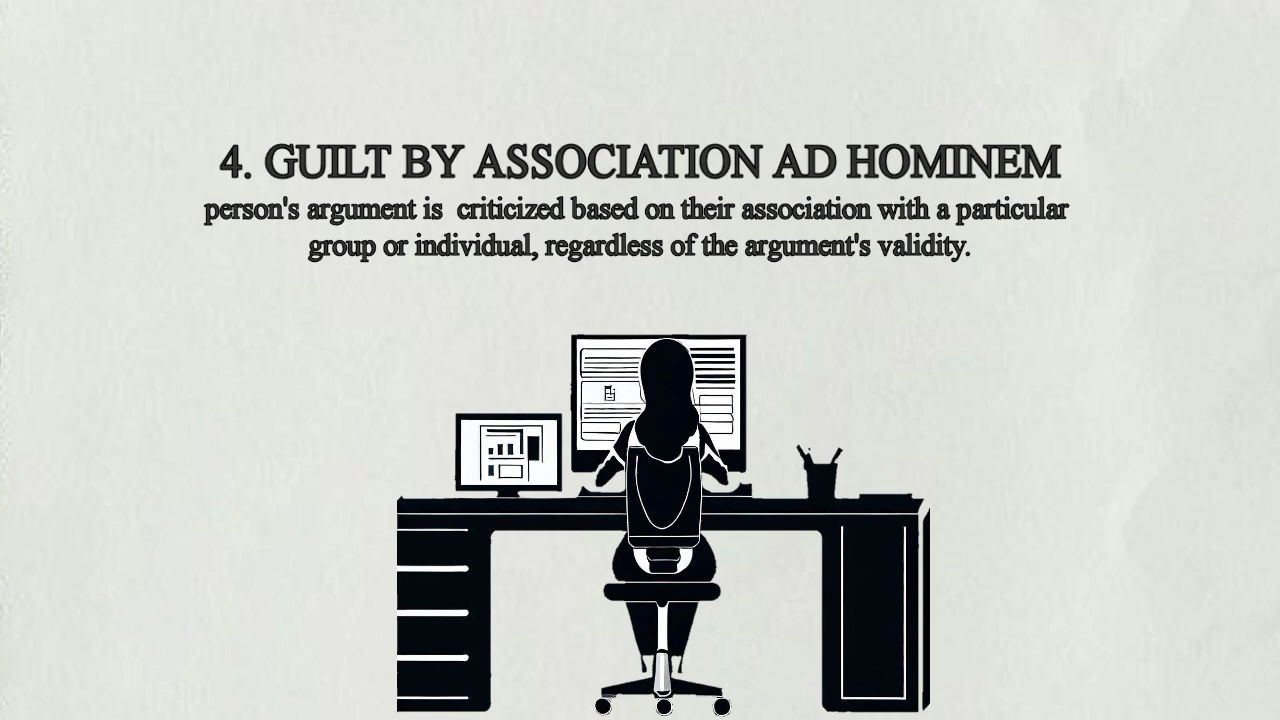 4. GUILT BY ASSOCIATION AD HOMINEM
person's argument is  criticized based on their association with a particular
group or individual, regardless of the argument's validity.